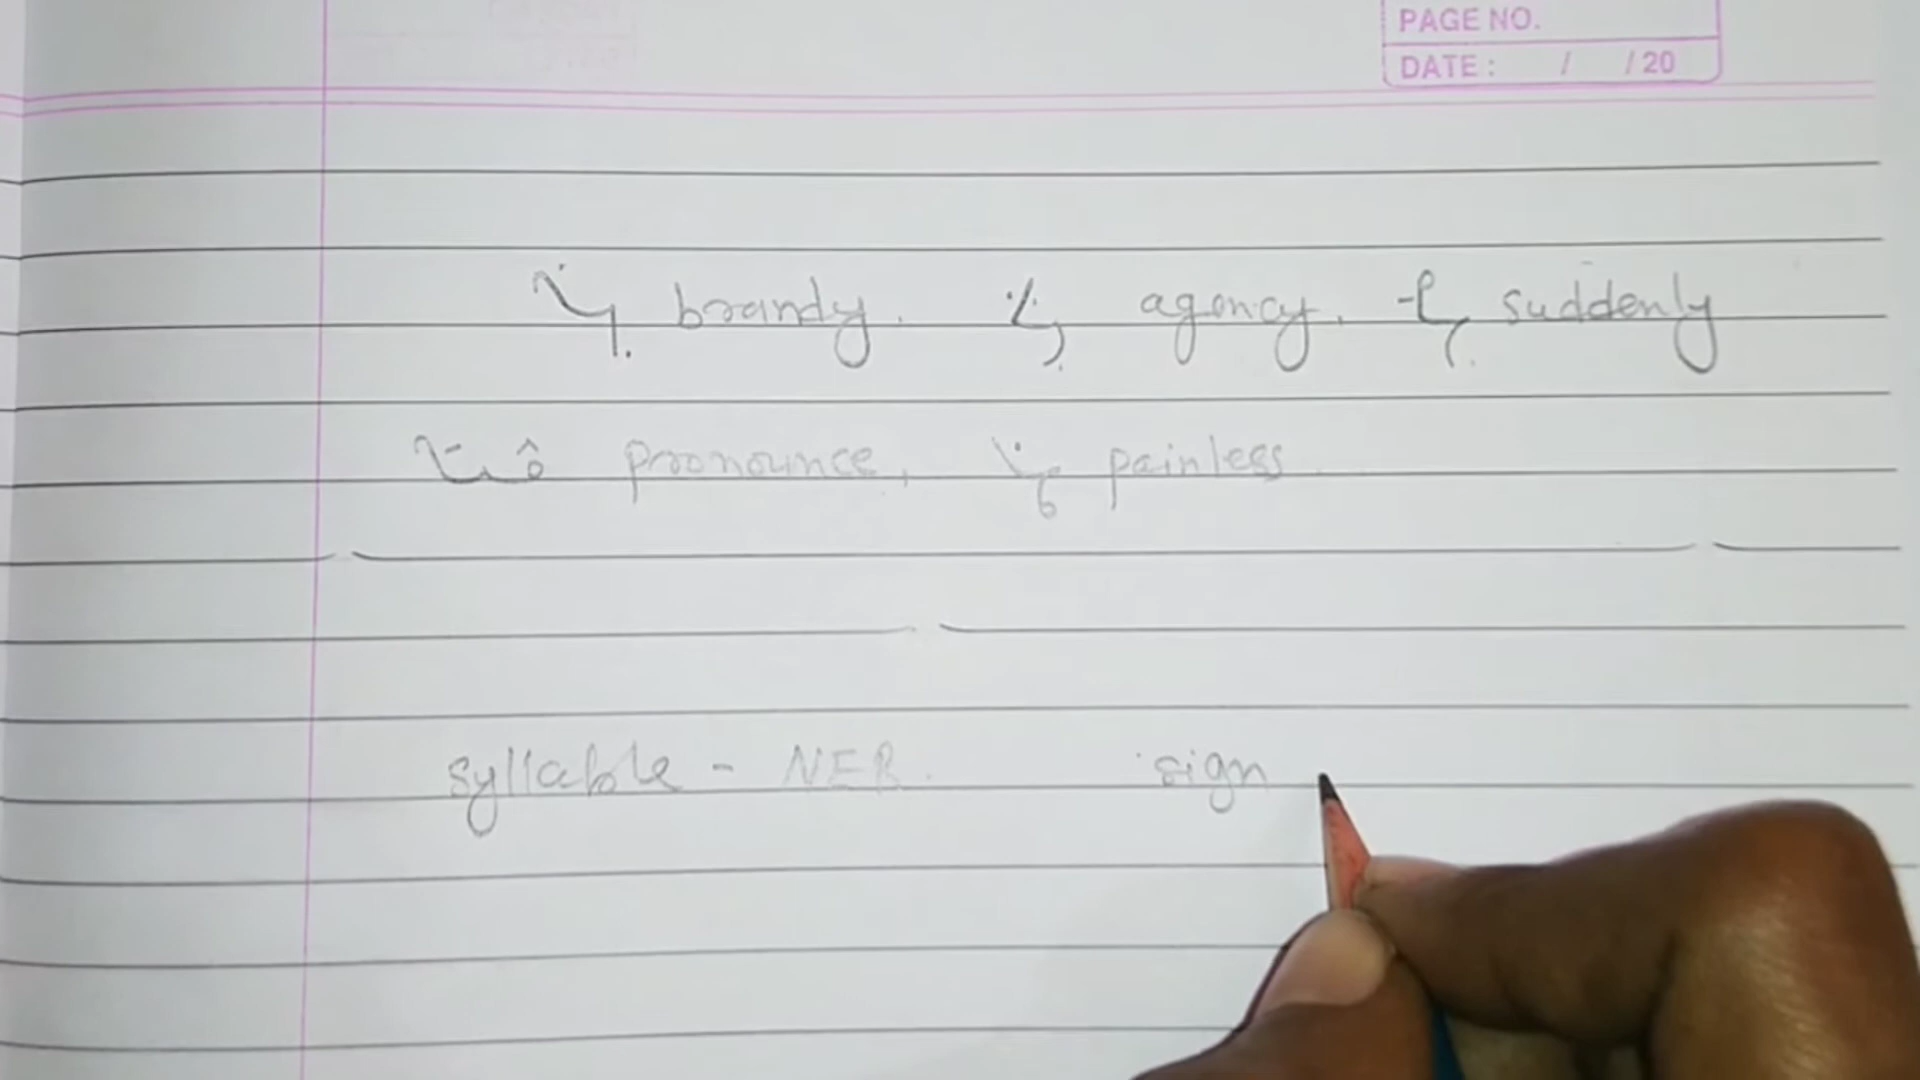 PAGE NO.
DATE : / / 20
brandy. agency. suddenly
pronounce, painless
syllable - NER. sign